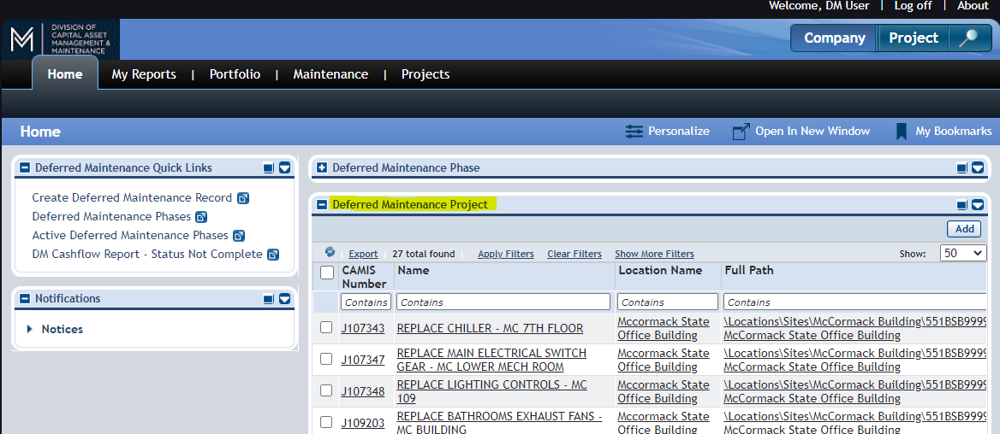 Welcome, DM User | Log off | About
DIVISION OF
CAPITAL ASSET
MANAGEMENT &
MAINTENANCE
Company Project
Home My Reports | Portfolio | Maintenance | Projects
Home
Personalize Open In New Window My Bookmarks
Deferred Maintenance Quick Links
Create Deferred Maintenance Record
Deferred Maintenance Phases
Active Deferred Maintenance Phases
DM Cashflow Report - Status Not Complete
Notifications
Notices
Deferred Maintenance Phase
Deferred Maintenance Project
Add
Export 27 total found Apply Filters Clear Filters Show More Filters Show: 50
CAMIS Number Name Location Name Full Path
Contains Contains Contains Contains
J107343 REPLACE CHILLER - MC 7TH FLOOR Mccormack State \Locations\Sites\McCormack Building\551BSB9999
Office Building McCormack State Office Building
J107347 REPLACE MAIN ELECTRICAL SWITCH Mccormack State \Locations\Sites\McCormack Building\551BSB9999
GEAR - MC LOWER MECH ROOM Office Building McCormack State Office Building
J107348 REPLACE LIGHTING CONTROLS - MC Mccormack State \Locations\Sites\McCormack Building\551BSB9999
109 Office Building McCormack State Office Building
J109203 REPLACE BATHROOMS EXHAUST FANS - Mccormack State \Locations\Sites\McCormack Building\551BSB9999
MC BUILDING Office Building McCormack State Office Building